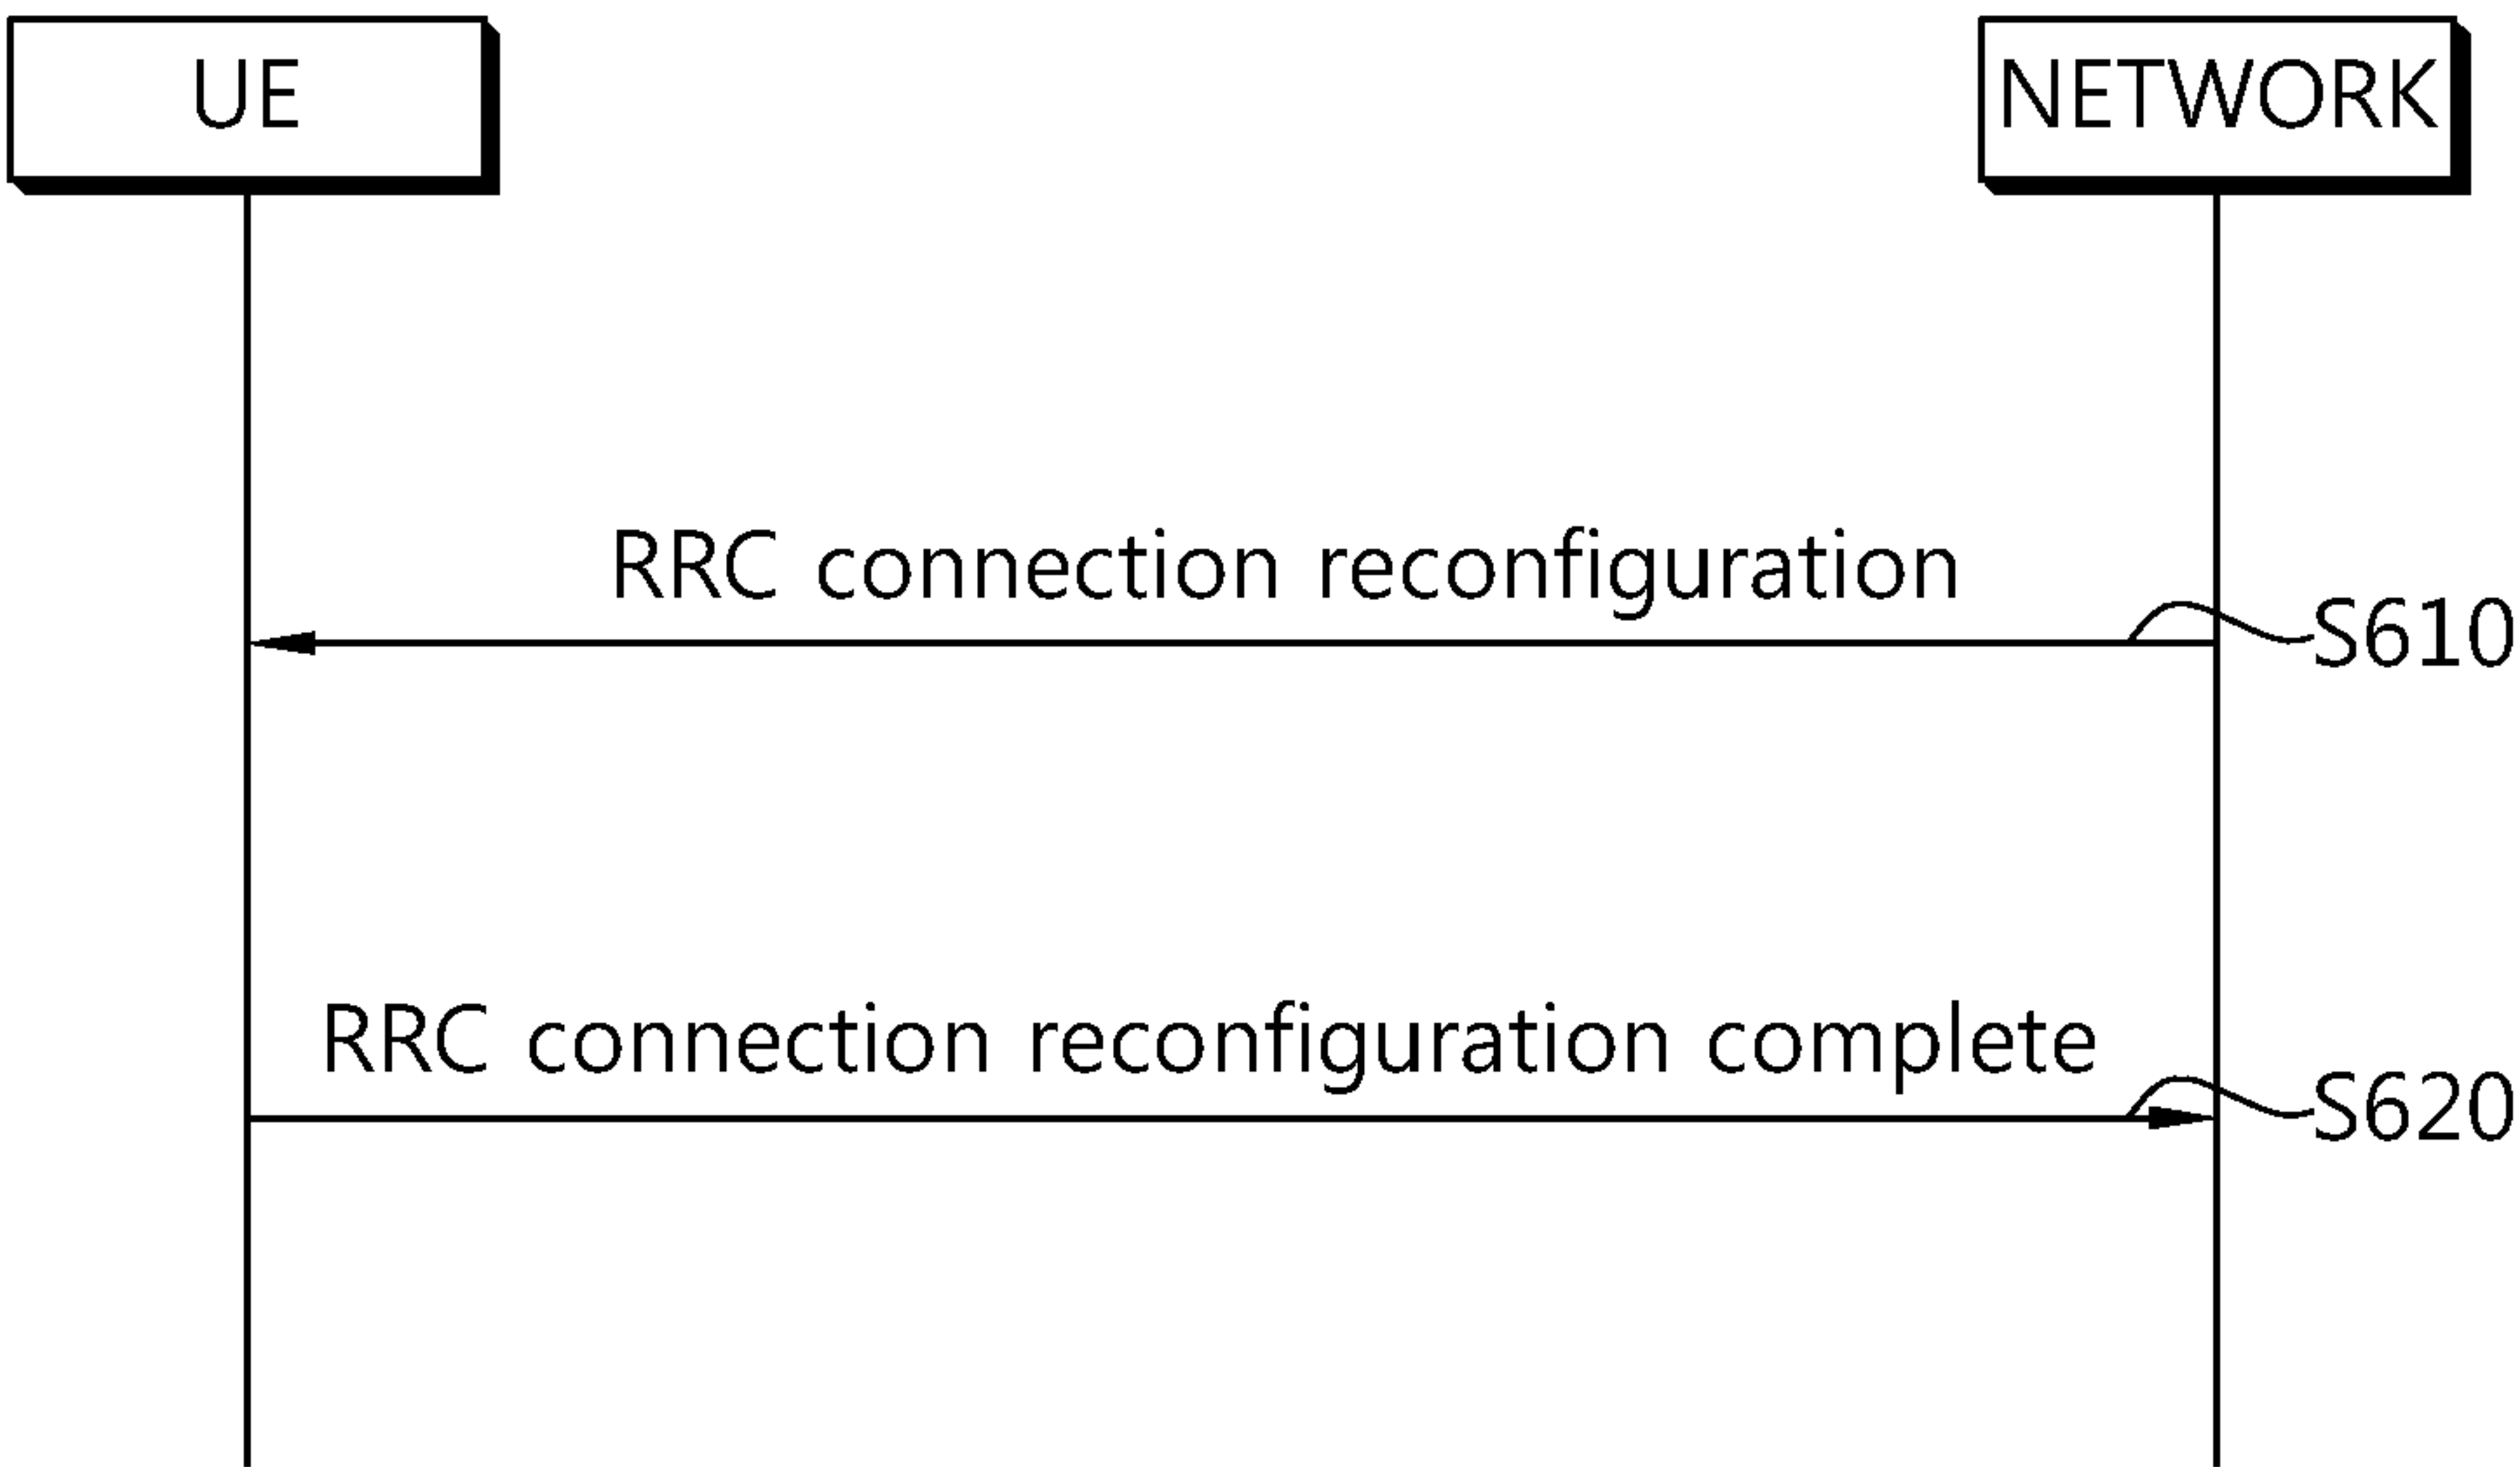 UE
NETWORK
RRC connection reconfiguration
S610
RRC connection reconfiguration complete
S620